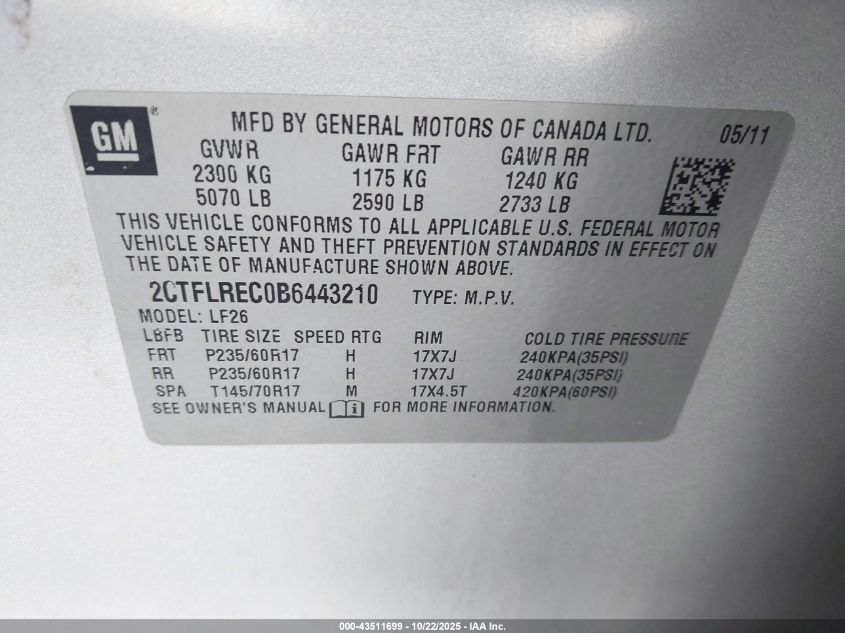 GM®
MFD BY GENERAL MOTORS OF CANADA LTD. 05/11
GVWR GAWR FRT GAWR RR
2300 KG 1175 KG 1240 KG
5070 LB 2590 LB 2733 LB
THIS VEHICLE CONFORMS TO ALL APPLICABLE U.S. FEDERAL MOTOR
VEHICLE SAFETY AND THEFT PREVENTION STANDARDS IN EFFECT ON
THE DATE OF MANUFACTURE SHOWN ABOVE.
2CTFLREC0B6443210 TYPE: M.P.V.
MODEL: LF26
LBFB TIRE SIZE SPEED RTG RIM COLD TIRE PRESSURE
FRT P235/60R17 H 17X7J 240KPA(35PSI)
RR P235/60R17 H 17X7J 240KPA(35PSI)
SPA T145/70R17 M 17X4.5T 420KPA(60PSI)
SEE OWNER'S MANUAL i FOR MORE INFORMATION.
000-43511699 - 10/22/2025 - IAA Inc.